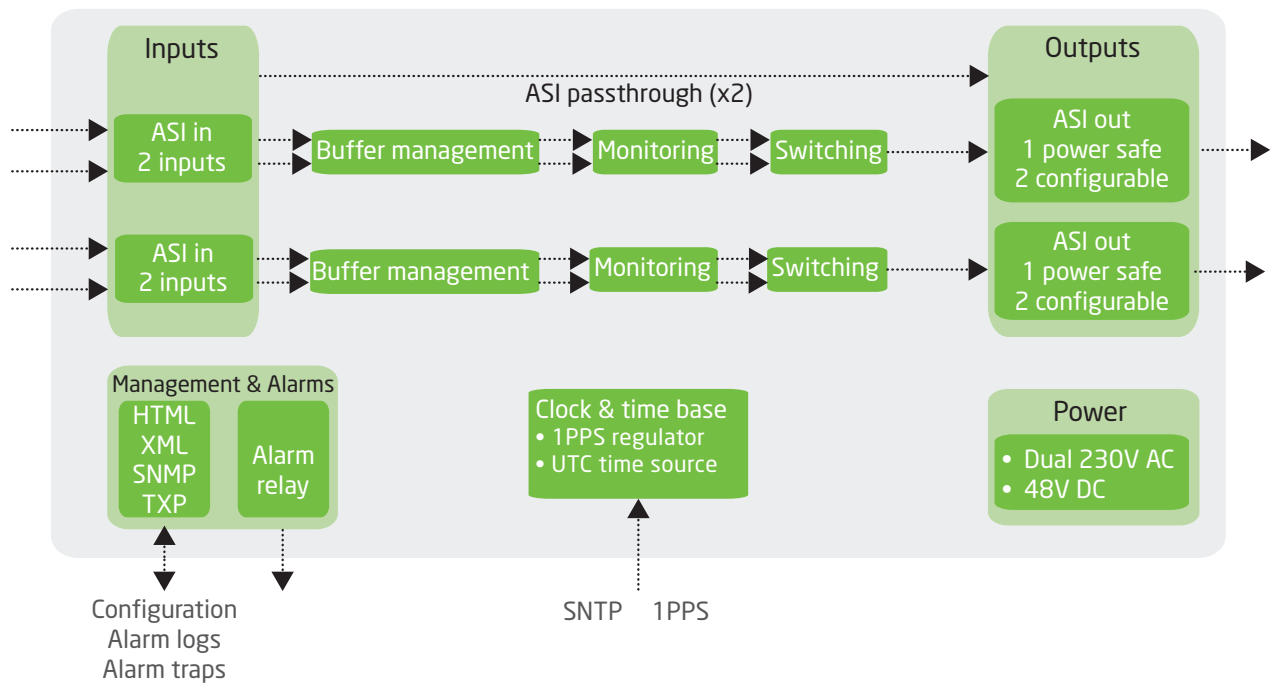 Inputs
Outputs
ASI passthrough (x2)
ASI in
2 inputs
Buffer management
Monitoring
Switching
ASI out
1 power safe
2 configurable
ASI in
2 inputs
Buffer management
Monitoring
Switching
ASI out
1 power safe
2 configurable
Management & Alarms
HTML
XML
SNMP
TXP
Alarm
relay
Clock & time base
• 1PPS regulator
• UTC time source
Power
• Dual 230V AC
• 48V DC
Configuration
Alarm logs
Alarm traps
SNTP 1PPS